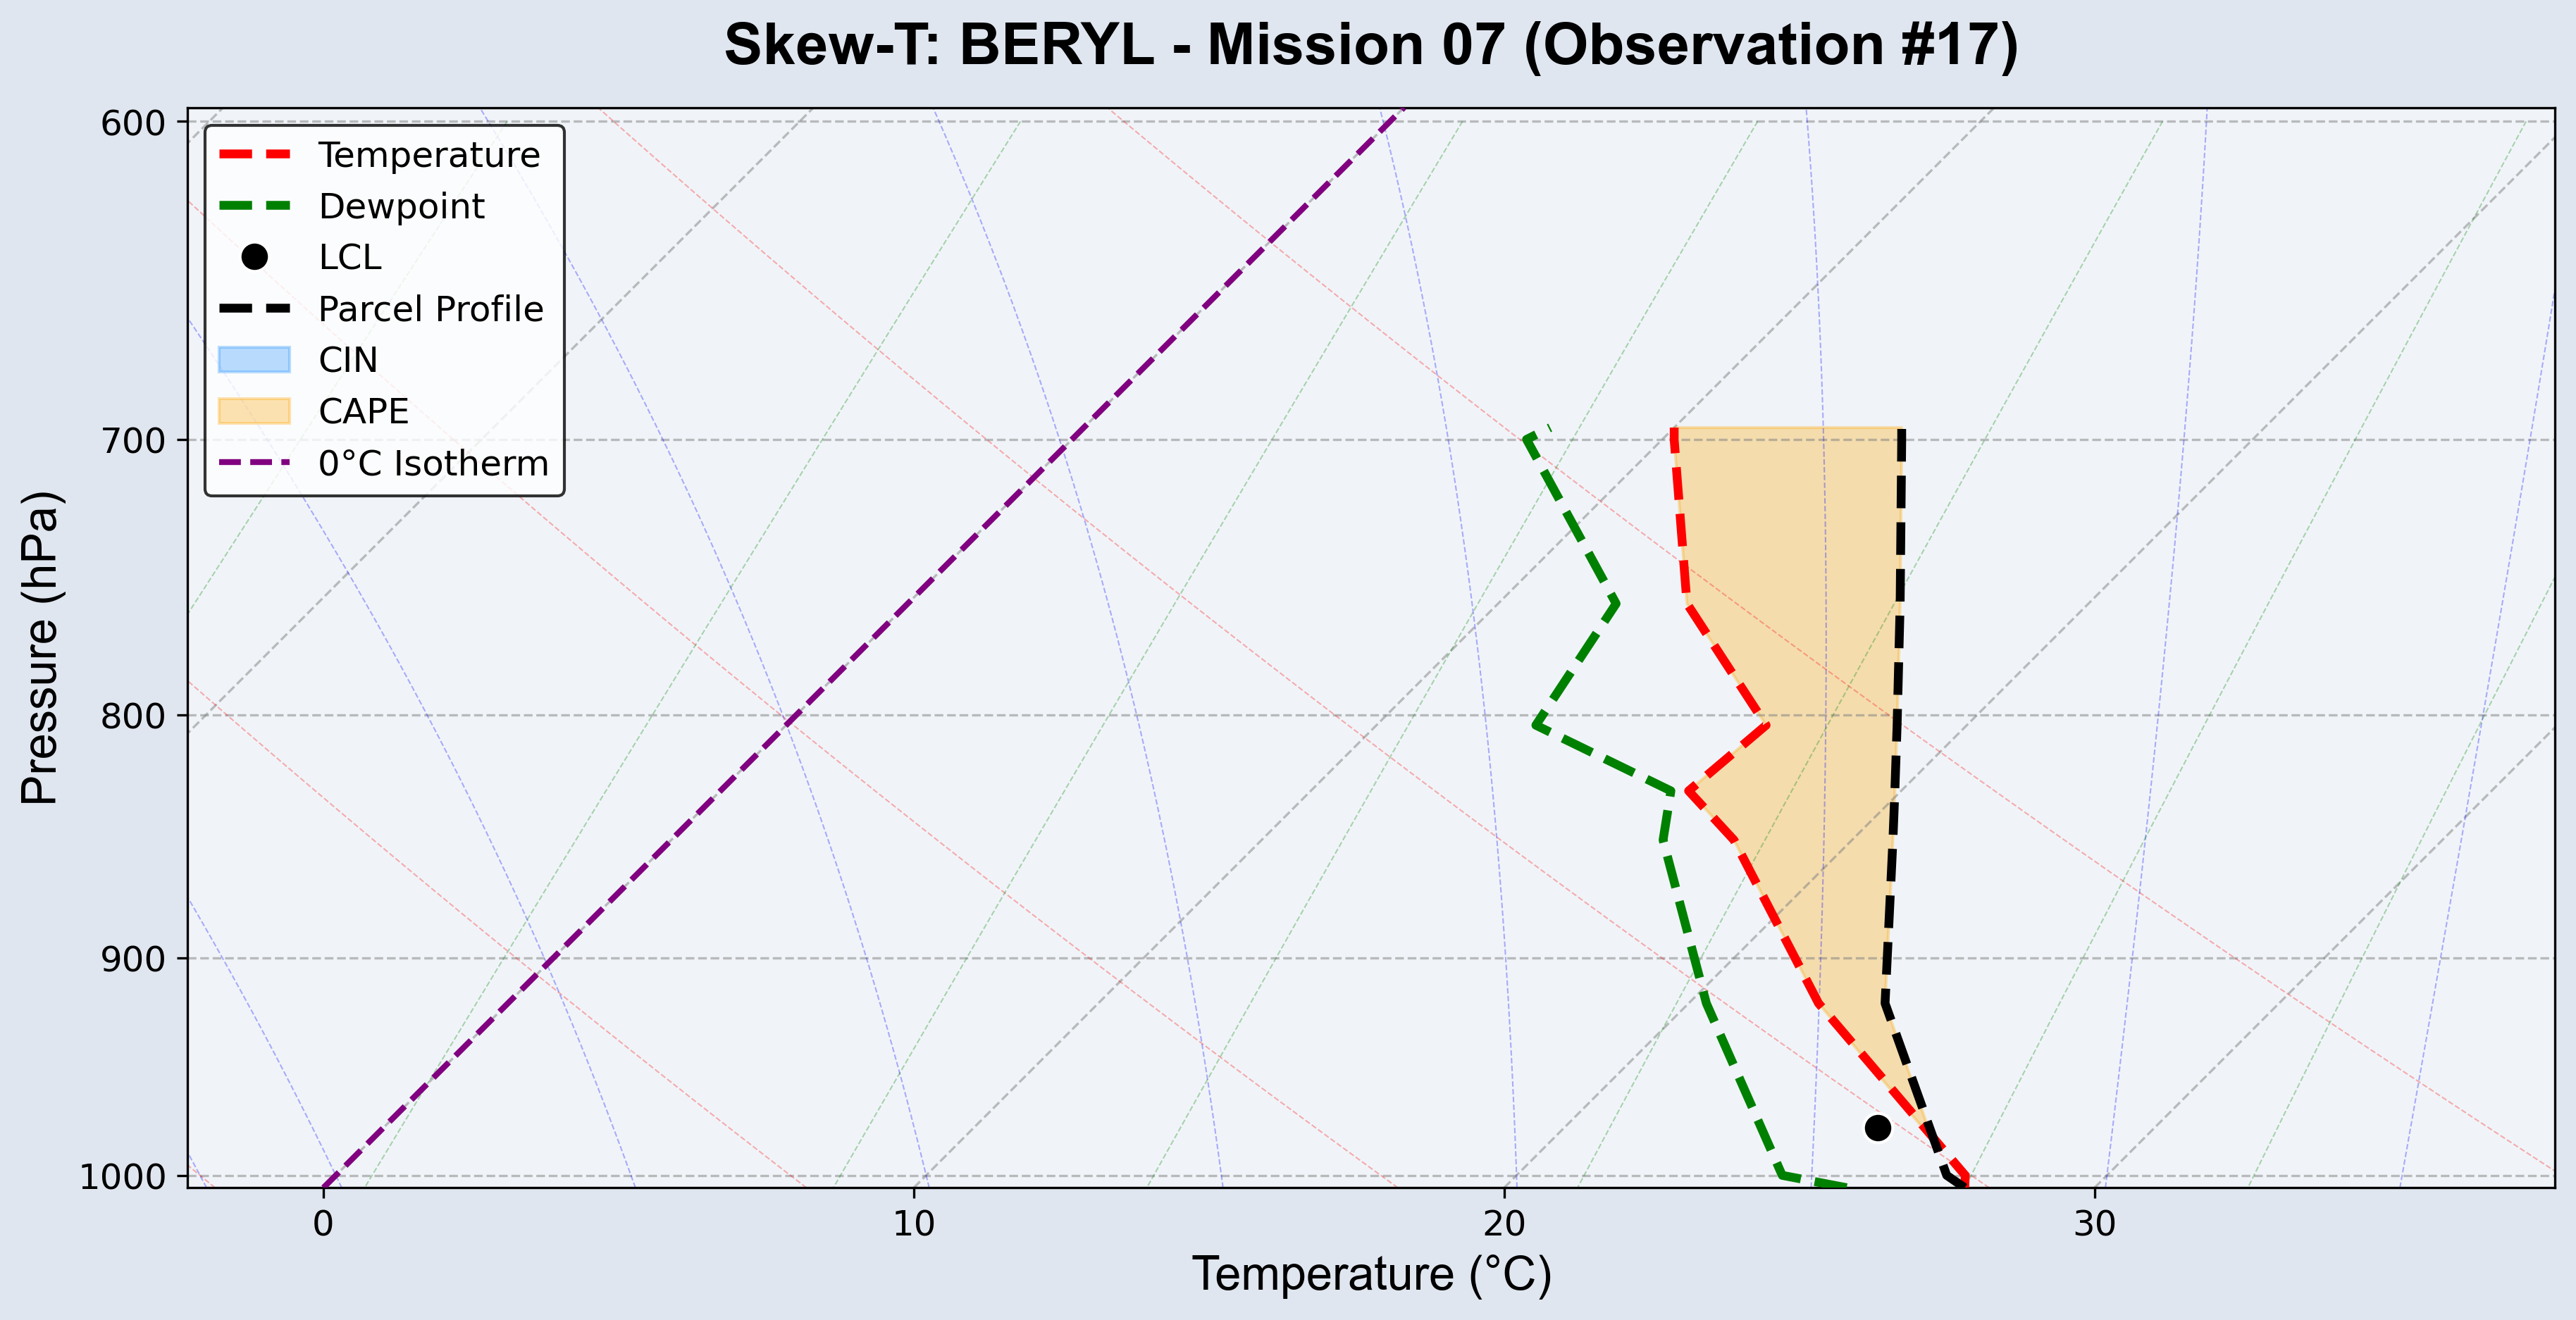 Skew-T: BERYL - Mission 07 (Observation #17)
Temperature
Dewpoint
LCL
Parcel Profile
CIN
CAPE
0°C Isotherm
Pressure (hPa)
600
700
800
900
1000
0 10 20 30
Temperature (°C)